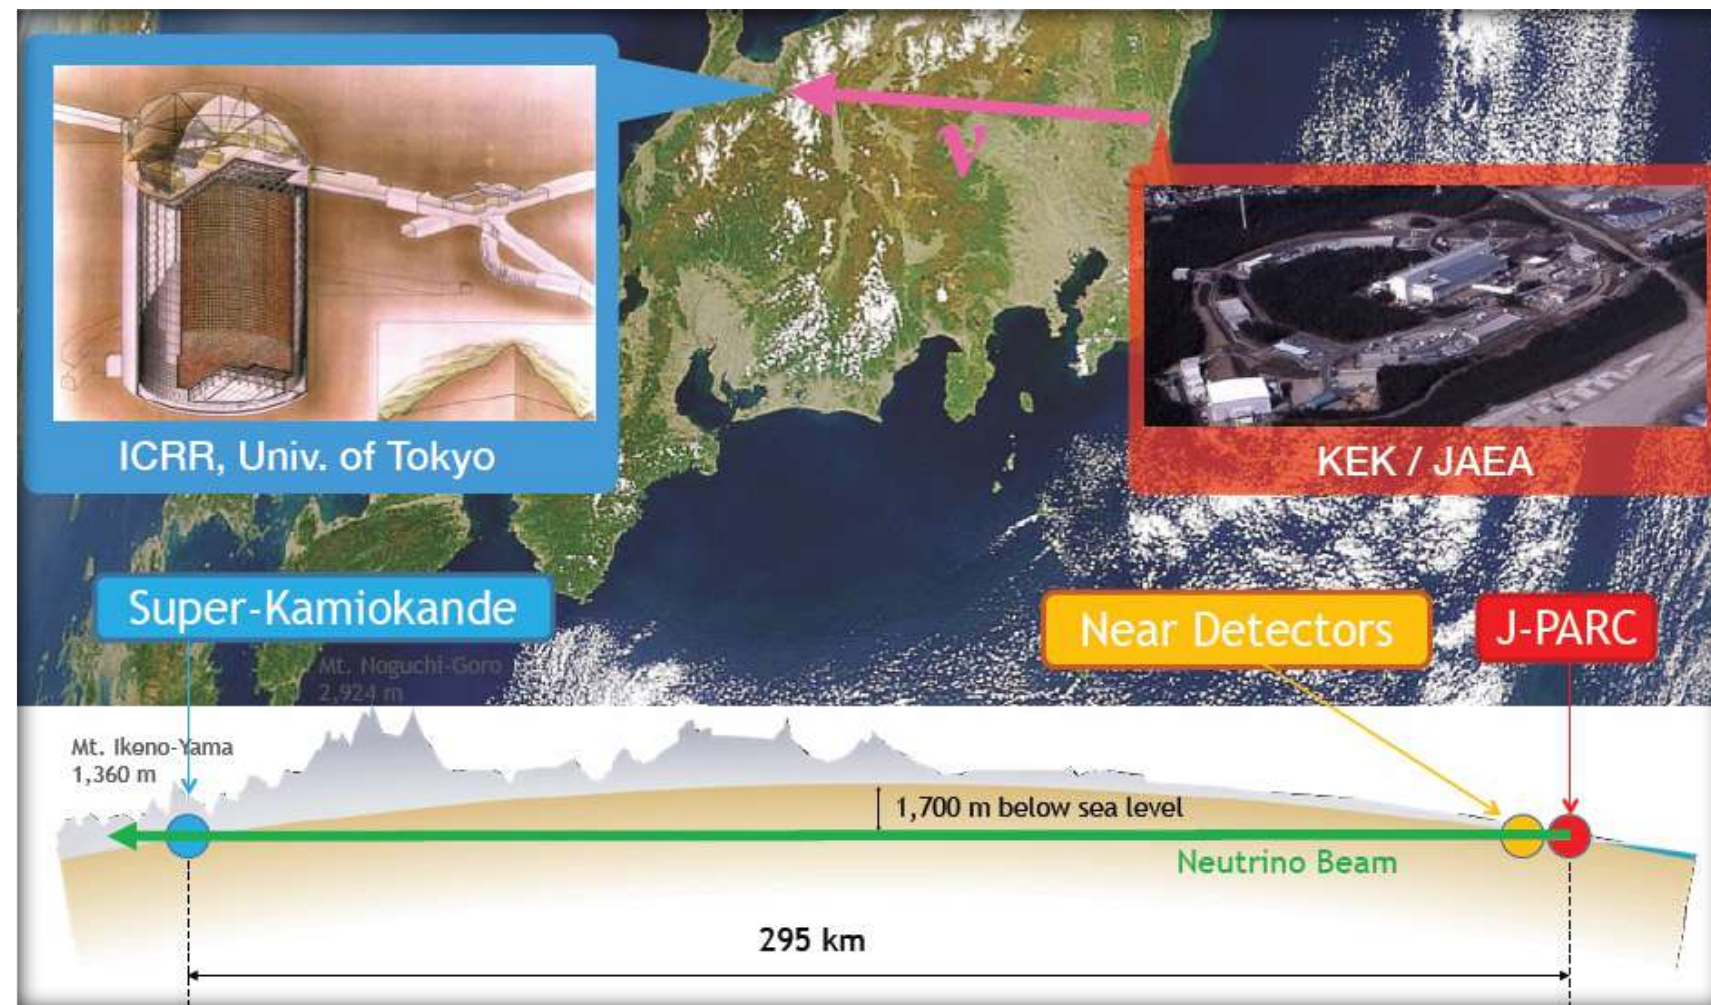 ν
ICRR, Univ. of Tokyo
KEK / JAEA
Super-Kamiokande
Near Detectors
J-PARC
Mt. Noguchi-Goro
2,924 m
Mt. Ikeno-Yama
1,360 m
1,700 m below sea level
Neutrino Beam
295 km